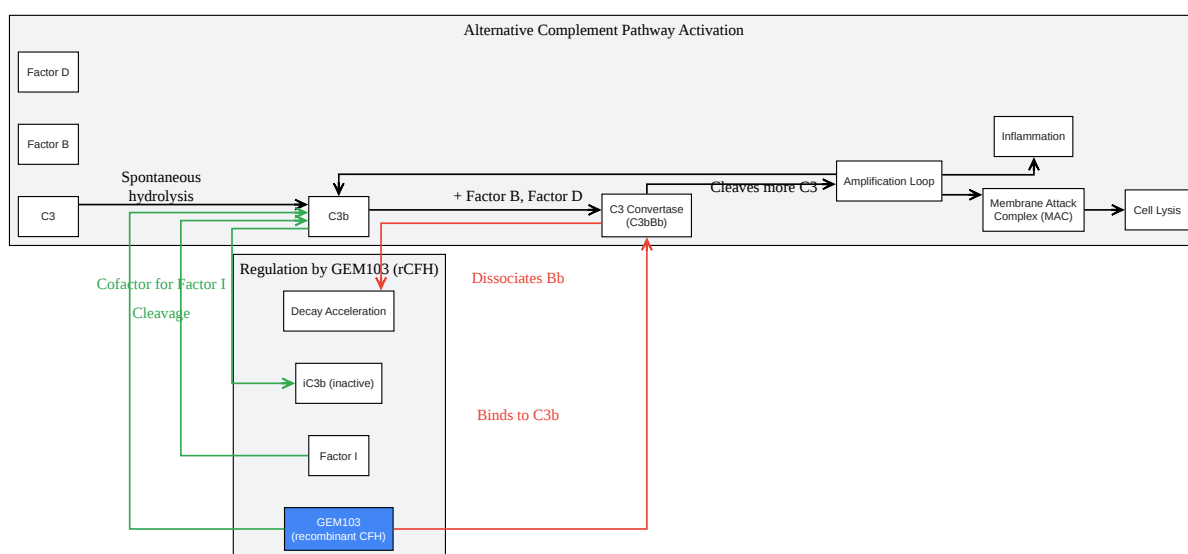 Alternative Complement Pathway Activation
Factor D
Factor B
Inflammation
Spontaneous
hydrolysis
Cleaves more C3
Amplification Loop
+ Factor B, Factor D
C3
C3b
C3 Convertase
(C3bBb)
Membrane Attack
Complex (MAC)
Cell Lysis
Regulation by GEM103 (rCFH)
Cofactor for Factor I
Cleavage
Dissociates Bb
Decay Acceleration
iC3b (inactive)
Binds to C3b
Factor I
GEM103
(recombinant CFH)